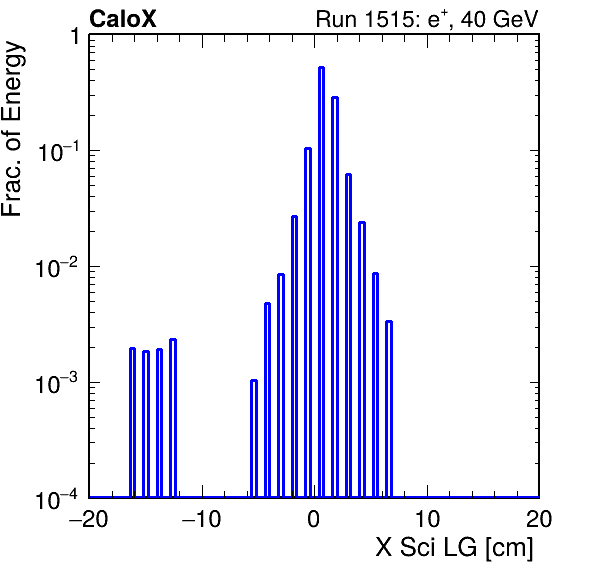 CaloX Run 1515: e⁺, 40 GeV
Frac. of Energy
1
10⁻¹
10⁻²
10⁻³
10⁻⁴
−20 −10 0 10 20
X Sci LG [cm]